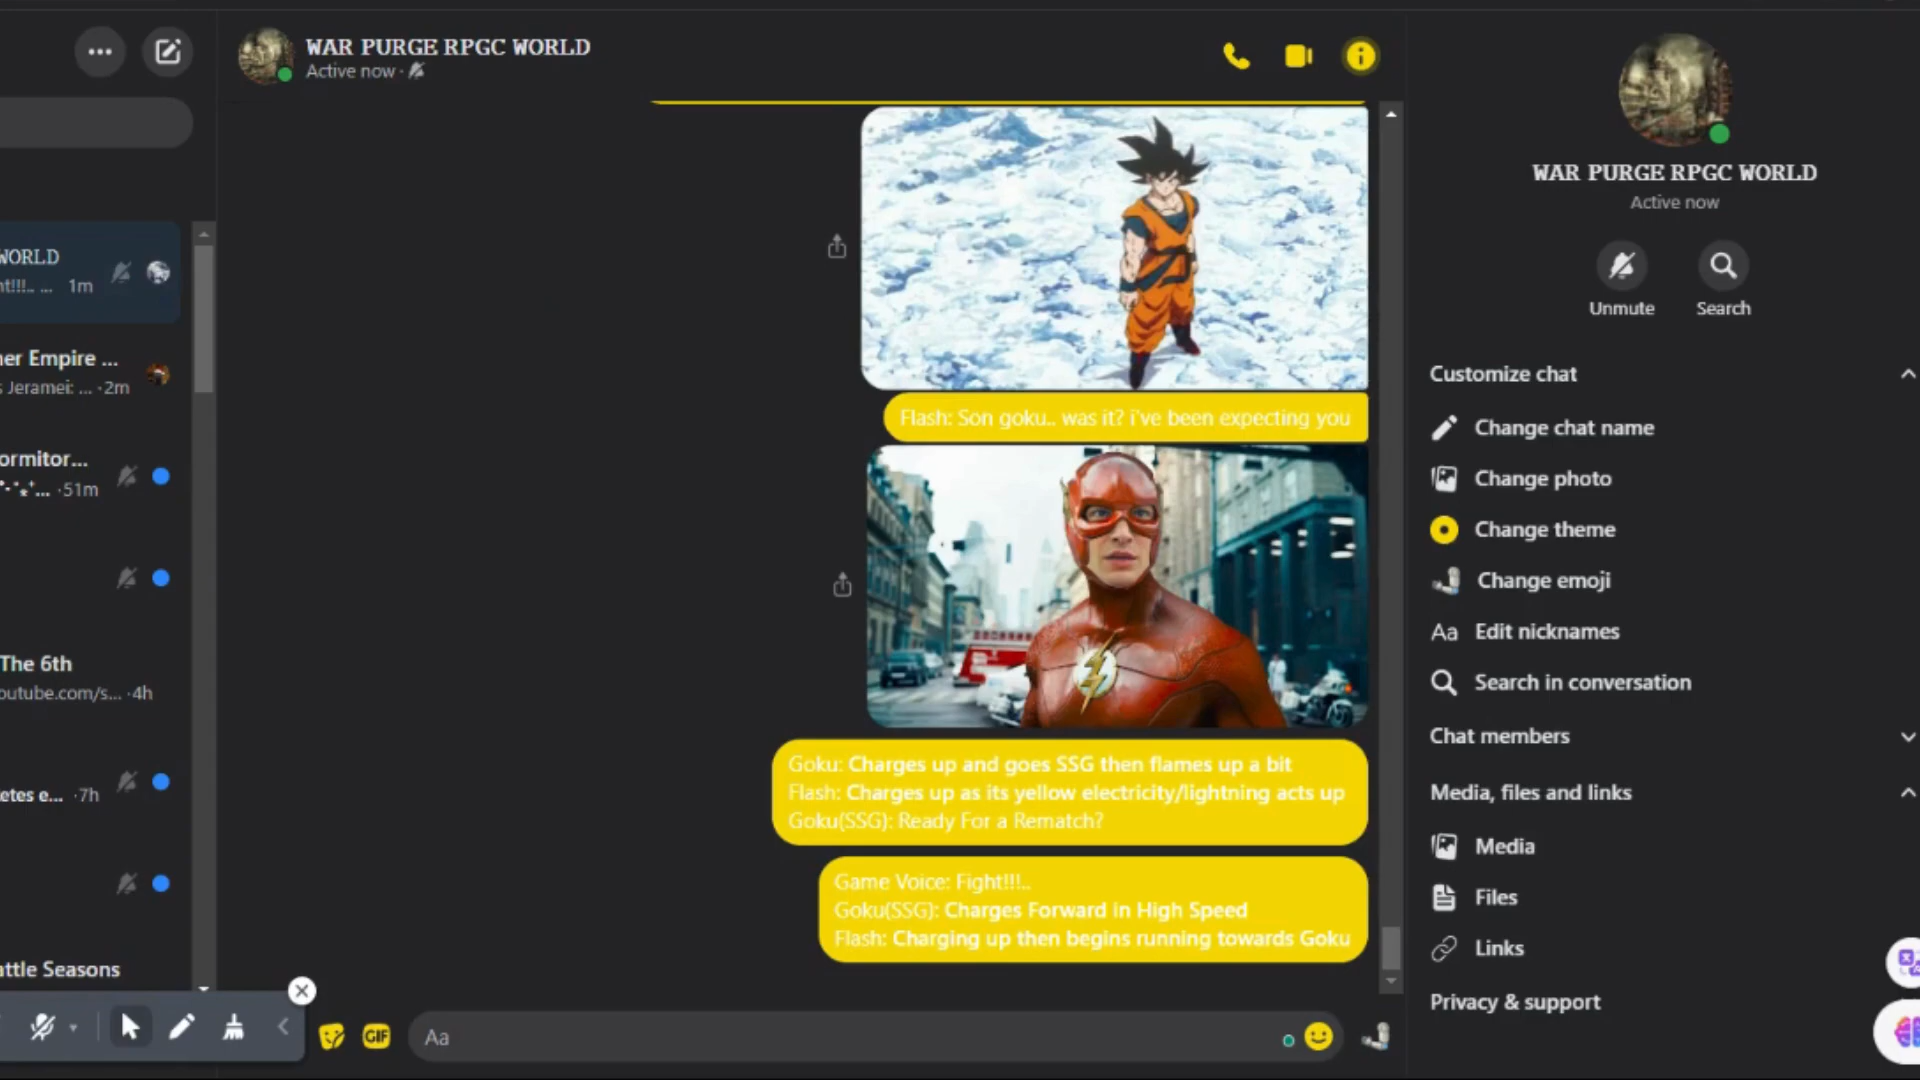 WORLD
nt!!!.. ... 1m
ner Empire ...
s Jeramei: ... ·2m
ormitor...
·51m
The 6th
outube.com/s... ·4h
etes e... ·7h
attle Seasons
WAR PURGE RPGC WORLD
Active now ·
Flash: Son goku.. was it? i've been expecting you
Goku: Charges up and goes SSG then flames up a bit
Flash: Charges up as its yellow electricity/lightning acts up
Goku(SSG): Ready For a Rematch?
Game Voice: Fight!!!..
Goku(SSG): Charges Forward in High Speed
Flash: Charging up then begins running towards Goku
GIF
Aa
WAR PURGE RPGC WORLD
Active now
Unmute
Search
Customize chat
Change chat name
Change photo
Change theme
Change emoji
Aa Edit nicknames
Search in conversation
Chat members
Media, files and links
Media
Files
Links
Privacy & support